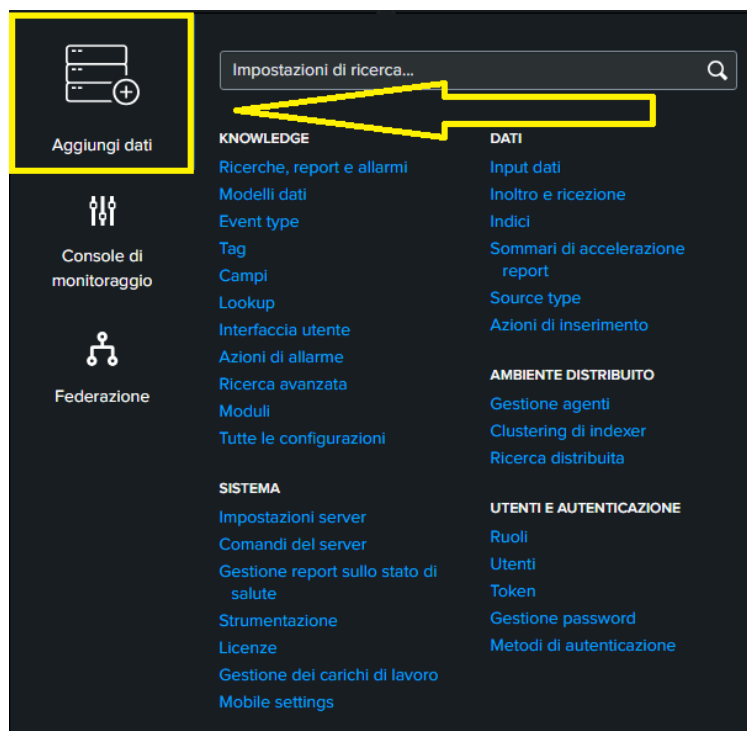 Aggiungi dati
Console di
monitoraggio
Federazione
Impostazioni di ricerca...
KNOWLEDGE
Ricerche, report e allarmi
Modelli dati
Event type
Tag
Campi
Lookup
Interfaccia utente
Azioni di allarme
Ricerca avanzata
Moduli
Tutte le configurazioni
SISTEMA
Impostazioni server
Comandi del server
Gestione report sullo stato di
salute
Strumentazione
Licenze
Gestione dei carichi di lavoro
Mobile settings
DATI
Input dati
Inoltro e ricezione
Indici
Sommari di accelerazione
report
Source type
Azioni di inserimento
AMBIENTE DISTRIBUITO
Gestione agenti
Clustering di indexer
Ricerca distribuita
UTENTI E AUTENTICAZIONE
Ruoli
Utenti
Token
Gestione password
Metodi di autenticazione